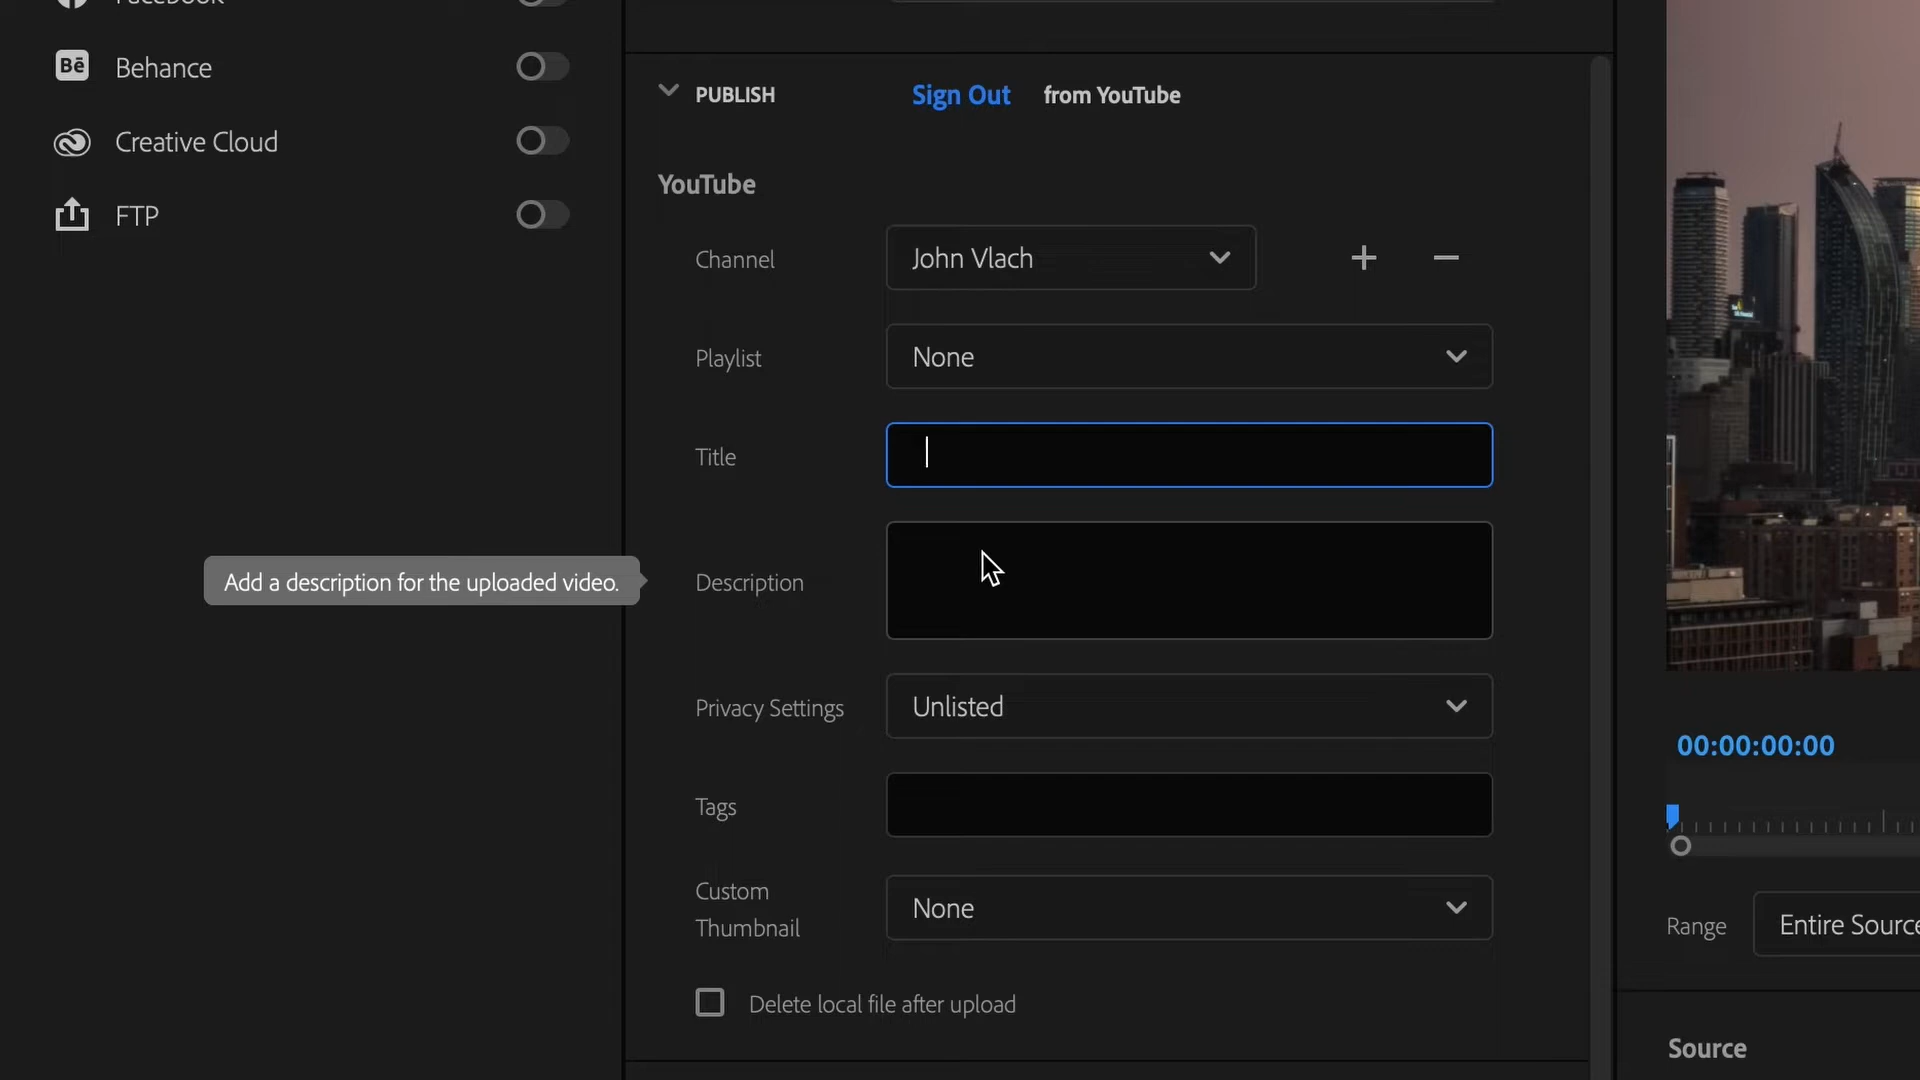 Facebook
Bē Behance
Creative Cloud
FTP
PUBLISH Sign Out from YouTube
YouTube
Channel John Vlach
Playlist None
Title
Add a description for the uploaded video.
Description
Privacy Settings Unlisted
Tags
Custom
Thumbnail
None
Delete local file after upload
00:00:00:00
Range Entire Source
Source